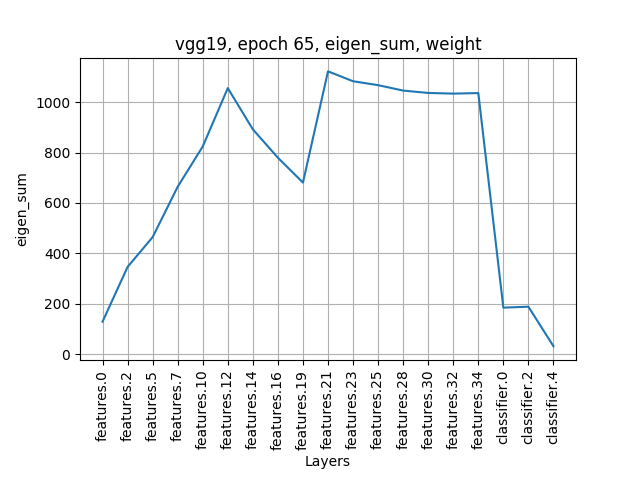 vgg19, epoch 65, eigen_sum, weight
eigen_sum
1000
800
600
400
200
0
features.0
features.2
features.5
features.7
features.10
features.12
features.14
features.16
features.19
features.21
features.23
features.25
features.28
features.30
features.32
features.34
classifier.0
classifier.2
classifier.4
Layers